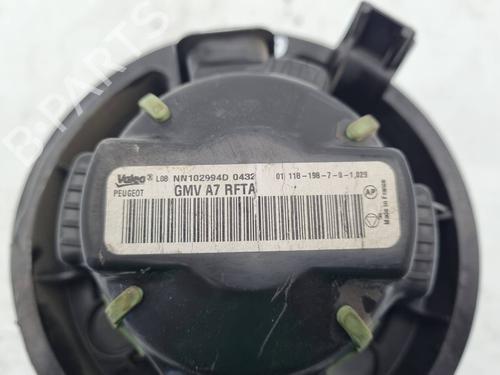 Valeo® L08 NN102994D 0432 01 118-198-7-S-1,029
PEUGEOT GMV A7 RFTA
AP
Made in France
B-Parts